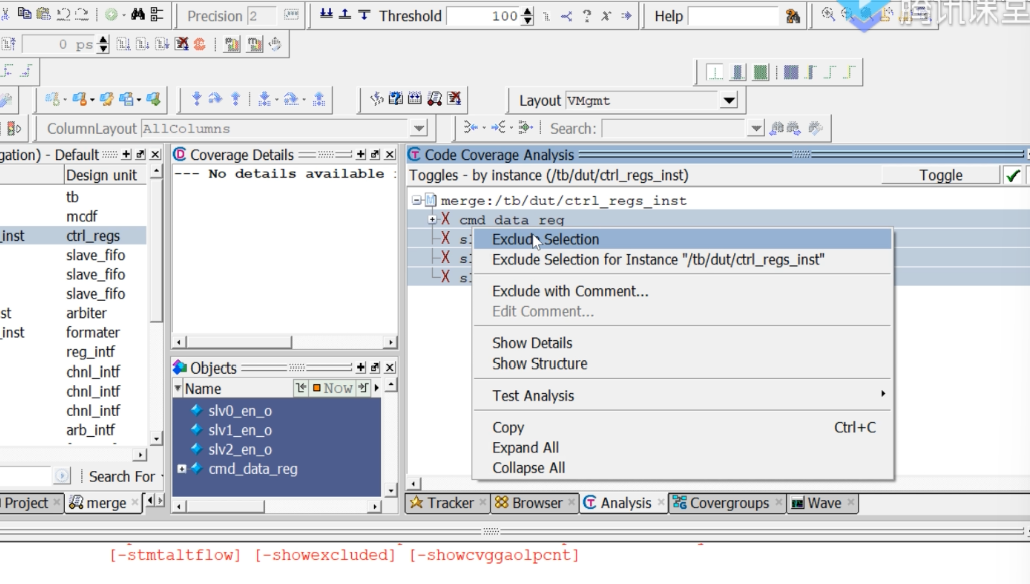 Precision 2
Threshold 100
Help
腾讯课堂
0 ps
Layout VMgmt
ColumnLayout AllColumns
Search:
gation) - Default
Design unit
tb
mcdf
_inst ctrl_regs
slave_fifo
slave_fifo
slave_fifo
st arbiter
inst formater
reg_intf
chnl_intf
chnl_intf
chnl_intf
arb_intf
Search For
Project
merge
Coverage Details
--- No details available
Objects
Name
Now
slv0_en_o
slv1_en_o
slv2_en_o
cmd_data_reg
Code Coverage Analysis
Toggles - by instance (/tb/dut/ctrl_regs_inst)
Toggle
merge:/tb/dut/ctrl_regs_inst
cmd_data_reg
Exclude Selection
Exclude Selection for Instance "/tb/dut/ctrl_regs_inst"
Exclude with Comment...
Edit Comment...
Show Details
Show Structure
Test Analysis
Copy Ctrl+C
Expand All
Collapse All
Tracker
Browser
Analysis
Covergroups
Wave
[-stmtaltflow] [-showexcluded] [-showcvggaolpcnt]